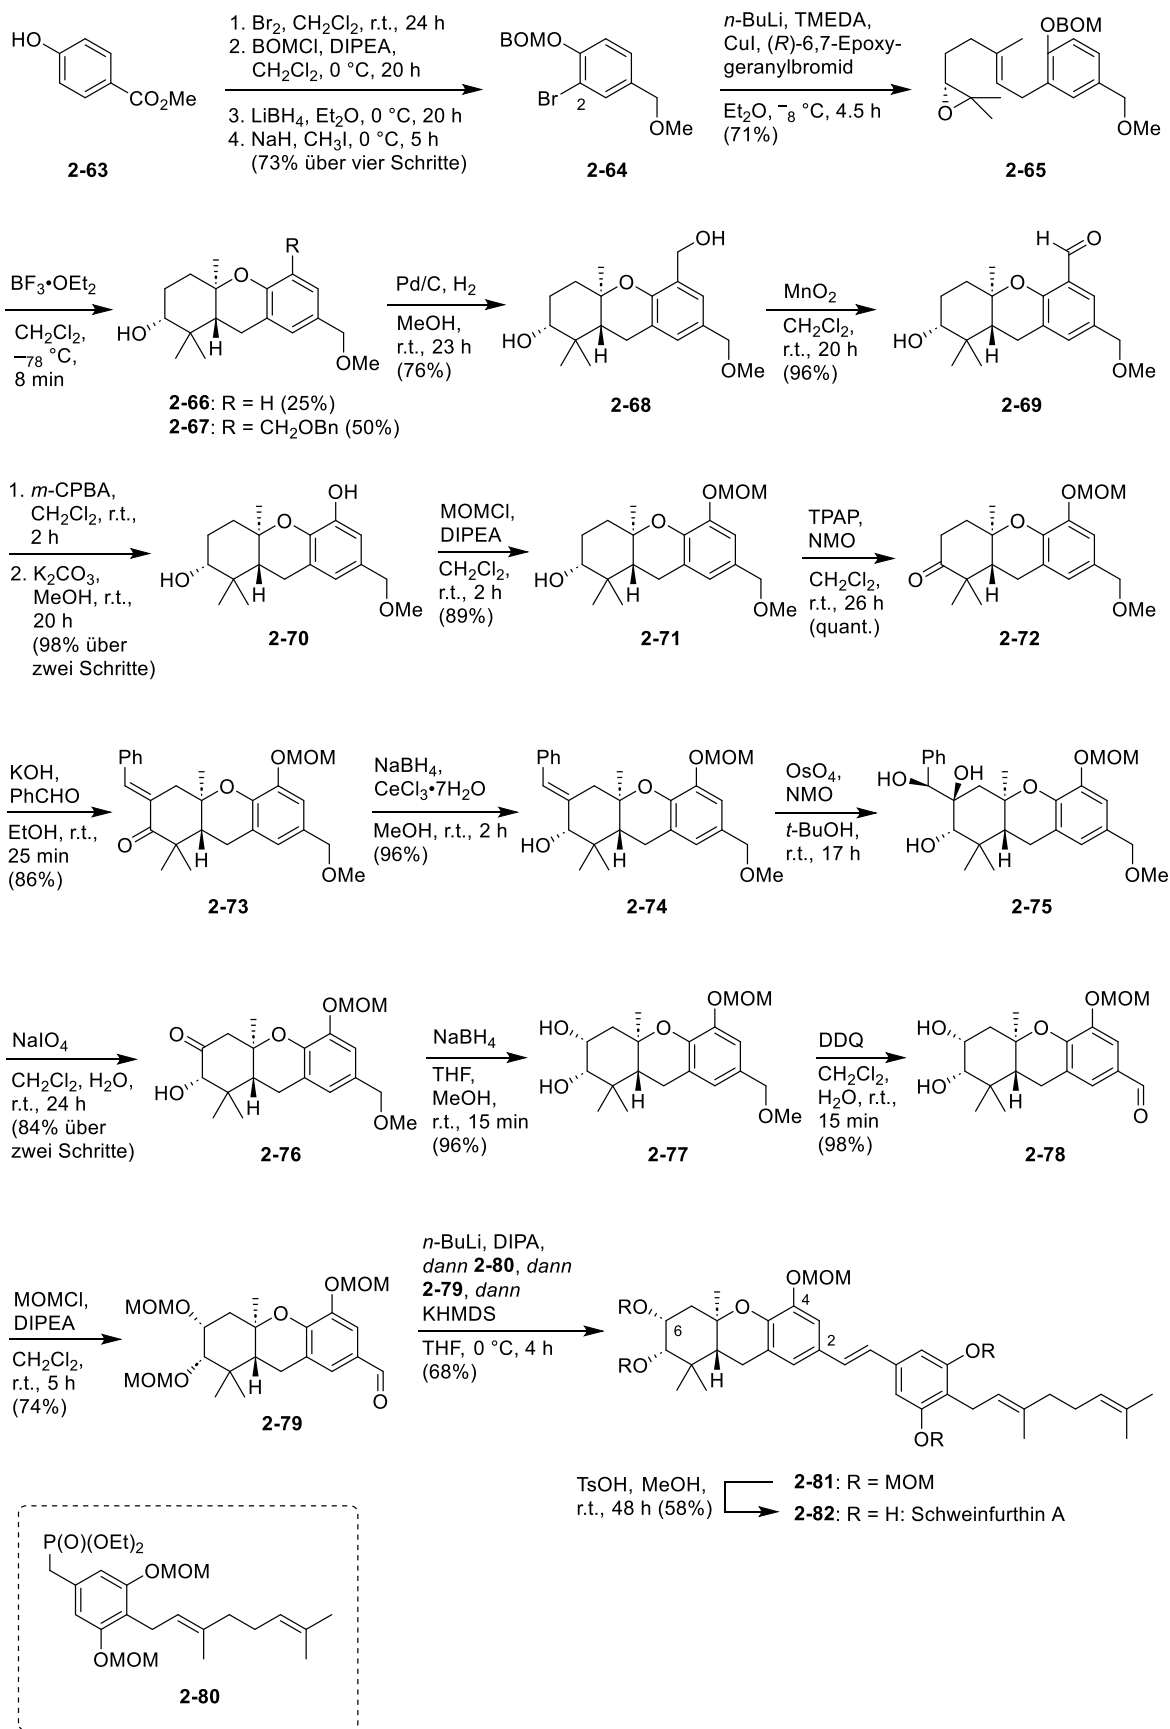 HO
CO2Me
2-63
1. Br2, CH2Cl2, r.t., 24 h
2. BOMCl, DIPEA,
CH2Cl2, 0 °C, 20 h
3. LiBH4, Et2O, 0 °C, 20 h
4. NaH, CH3I, 0 °C, 5 h
(73% über vier Schritte)
BOMO
Br
2
OMe
2-64
n-BuLi, TMEDA,
CuI, (R)-6,7-Epoxy-
geranylbromid
Et2O, –8 °C, 4.5 h
(71%)
OBOM
O
OMe
2-65
BF3•OEt2
CH2Cl2,
–78 °C,
8 min
R
O
HO
H
OMe
2-66: R = H (25%)
2-67: R = CH2OBn (50%)
Pd/C, H2
MeOH,
r.t., 23 h
(76%)
OH
O
HO
H
OMe
2-68
MnO2
CH2Cl2,
r.t., 20 h
(96%)
H
O
O
HO
H
OMe
2-69
1. m-CPBA,
CH2Cl2, r.t.,
2 h
2. K2CO3,
MeOH, r.t.,
20 h
(98% über
zwei Schritte)
OH
O
HO
H
OMe
2-70
MOMCl,
DIPEA
CH2Cl2,
r.t., 2 h
(89%)
OMOM
O
HO
H
OMe
2-71
TPAP,
NMO
CH2Cl2,
r.t., 26 h
(quant.)
OMOM
O
O
H
OMe
2-72
KOH,
PhCHO
EtOH, r.t.,
25 min
(86%)
Ph
OMOM
O
O
H
OMe
2-73
NaBH4,
CeCl3•7H2O
MeOH, r.t., 2 h
(96%)
Ph
OMOM
O
HO
H
OMe
2-74
OsO4,
NMO
t-BuOH,
r.t., 17 h
Ph
HO
OH
OMOM
O
HO
H
OMe
2-75
NaIO4
CH2Cl2, H2O,
r.t., 24 h
(84% über
zwei Schritte)
OMOM
O
O
HO
H
OMe
2-76
NaBH4
THF,
MeOH,
r.t., 15 min
(96%)
OMOM
HO
O
HO
H
OMe
2-77
DDQ
CH2Cl2,
H2O, r.t.,
15 min
(98%)
OMOM
HO
O
HO
H
O
2-78
MOMCl,
DIPEA
CH2Cl2,
r.t., 5 h
(74%)
OMOM
MOMO
O
MOMO
H
O
2-79
n-BuLi, DIPA,
dann 2-80, dann
2-79, dann
KHMDS
THF, 0 °C, 4 h
(68%)
OMOM
4
RO
O
6
2
RO
H
OR
OR
2-81: R = MOM
TsOH, MeOH,
r.t., 48 h (58%)
2-82: R = H: Schweinfurthin A
P(O)(OEt)2
OMOM
OMOM
2-80